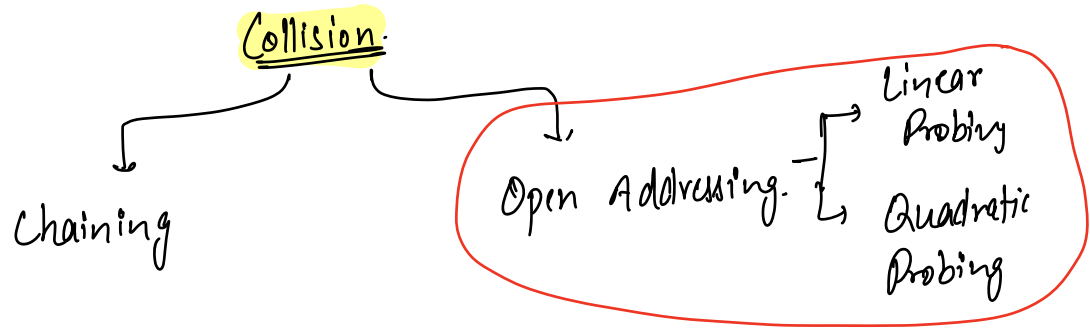 Collision.
Chaining
Open Addressing.
Linear
Probing
Quadratic
Probing